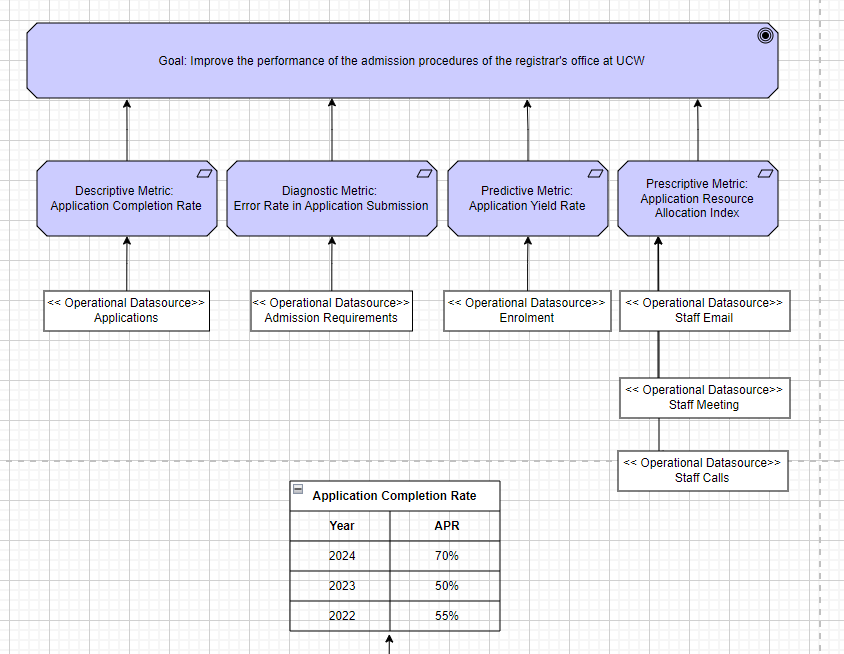 Goal: Improve the performance of the admission procedures of the registrar's office at UCW
Descriptive Metric:
Application Completion Rate
Diagnostic Metric:
Error Rate in Application Submission
Predictive Metric:
Application Yield Rate
Prescriptive Metric:
Application Resource
Allocation Index
<< Operational Datasource>>
Applications
<< Operational Datasource>>
Admission Requirements
<< Operational Datasource>>
Enrolment
<< Operational Datasource>>
Staff Email
<< Operational Datasource>>
Staff Meeting
<< Operational Datasource>>
Staff Calls
Application Completion Rate
Year APR
2024 70%
2023 50%
2022 55%